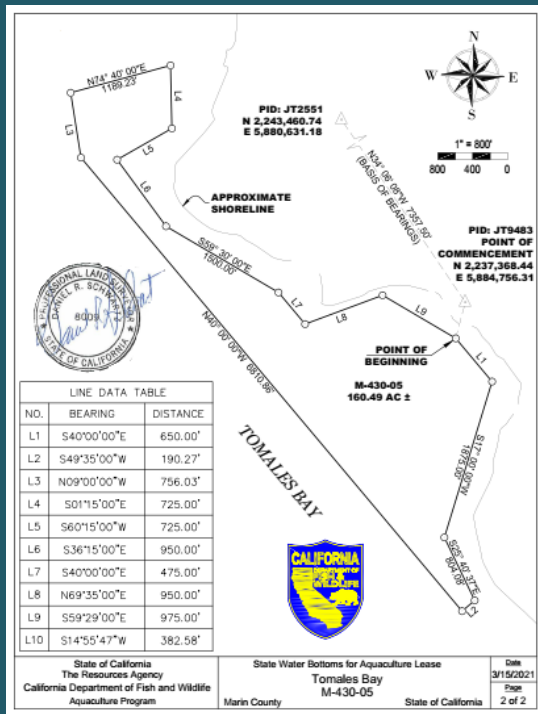 N74° 40' 00"E
1189.23'
L3
L4
L5
L6
N
W
E
S
1" = 800'
800
400
0
PID: JT2551
N 2,243,460.74
E 5,880,631.18
N34° 06' 08"W 7357.50'
(BASIS OF BEARINGS)
APPROXIMATE
SHORELINE
PID: JT9483
POINT OF
COMMENCEMENT
N 2,237,368.44
E 5,884,756.31
S59° 30' 00"E
1500.00'
L7
L8
L9
POINT OF
BEGINNING
L1
M-430-05
160.49 AC ±
PROFESSIONAL LAND SURVEYOR
DANIEL R. SCHWARTZ
8009
STATE OF CALIFORNIA
N40° 00' 00"W 6810.86'
S17° 00' 00"W
1875.00'
S25° 40' 37"E
804.08'
L2
TOMALES BAY
LINE DATA TABLE
NO. BEARING DISTANCE
L1 S40°00'00"E 650.00'
L2 S49°35'00"W 190.27'
L3 N09°00'00"W 756.03'
L4 S01°15'00"E 725.00'
L5 S60°15'00"W 725.00'
L6 S36°15'00"E 950.00'
L7 S40°00'00"E 475.00'
L8 N69°35'00"E 950.00'
L9 S59°29'00"E 975.00'
L10 S14°55'47"W 382.58'
CALIFORNIA
DEPARTMENT OF
FISH &
WILDLIFE
State of California
The Resources Agency
California Department of Fish and Wildlife
Aquaculture Program
State Water Bottoms for Aquaculture Lease
Tomales Bay
M-430-05
Marin County
State of California
Date
3/15/2021
Page
2 of 2